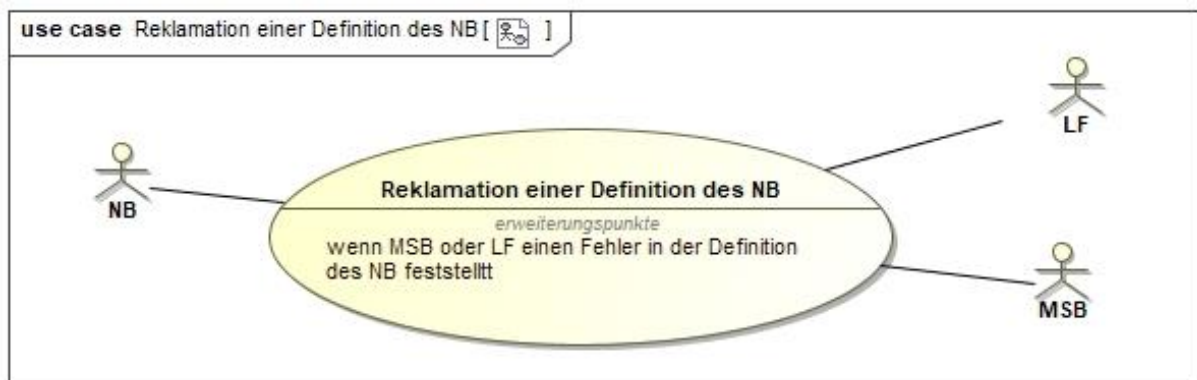 use case Reklamation einer Definition des NB [ ]
LF
NB
Reklamation einer Definition des NB
erweiterungspunkte
wenn MSB oder LF einen Fehler in der Definition
des NB feststelltt
MSB